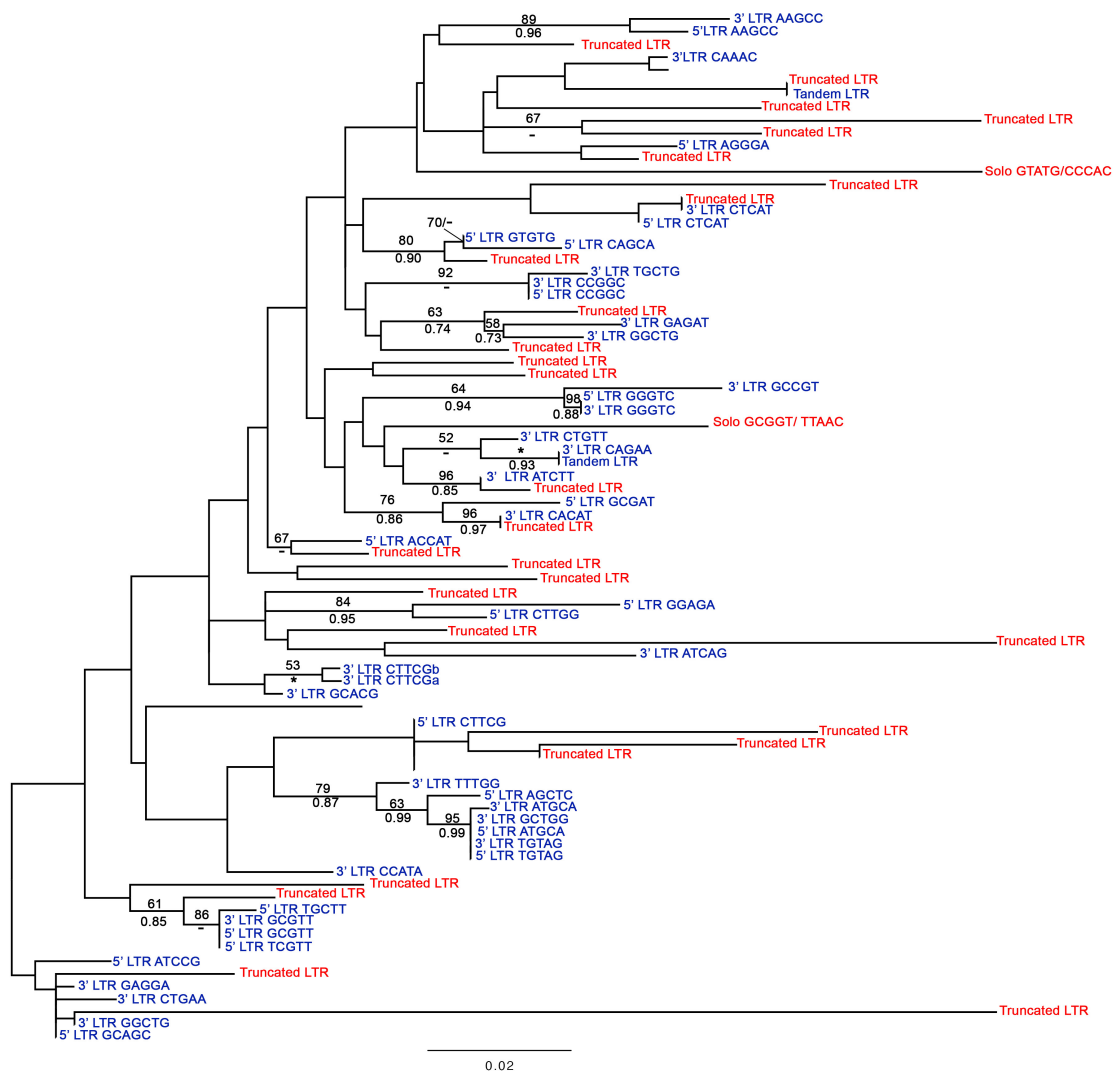 89
3’ LTR AAGCC
0.96
5’LTR AAGCC
Truncated LTR
3’LTR CAAAC
Truncated LTR
Tandem LTR
Truncated LTR
67
Truncated LTR
-
Truncated LTR
5’ LTR AGGGA
Truncated LTR
Solo GTATG/CCCAC
Truncated LTR
Truncated LTR
3’ LTR CTCAT
5’ LTR CTCAT
70/-
80
5’ LTR GTGTG
5’ LTR CAGCA
0.90
Truncated LTR
92
3’ LTR TGCTG
-
3’ LTR CCGGC
5’ LTR CCGGC
63
Truncated LTR
0.74
58
3’ LTR GAGAT
0.73
3’ LTR GGCTG
Truncated LTR
Truncated LTR
Truncated LTR
64
3’ LTR GCCGT
0.94
98
5’ LTR GGGTC
0.88
3’ LTR GGGTC
Solo GCGGT/ TTAAC
52
3’ LTR CTGTT
-
*
3’ LTR CAGAA
0.93
Tandem LTR
96
3’ LTR ATCTT
0.85
Truncated LTR
76
5’ LTR GCGAT
0.86
96
3’ LTR CACAT
0.97
Truncated LTR
67
5’ LTR ACCAT
-
Truncated LTR
Truncated LTR
Truncated LTR
Truncated LTR
84
5’ LTR GGAGA
0.95
5’ LTR CTTGG
Truncated LTR
Truncated LTR
3’ LTR ATCAG
53
3’ LTR CTTCGb
*
3’ LTR CTTCGa
3’ LTR GCACG
5’ LTR CTTCG
Truncated LTR
Truncated LTR
Truncated LTR
79
3’ LTR TTTGG
0.87
63
5’ LTR AGCTC
0.99
3’ LTR ATGCA
95
3’ LTR GCTGG
0.99
5’ LTR ATGCA
3’ LTR TGTAG
5’ LTR TGTAG
3’ LTR CCATA
Truncated LTR
Truncated LTR
61
0.85
86
-
5’ LTR TGCTT
3’ LTR GCGTT
5’ LTR GCGTT
5’ LTR TCGTT
5’ LTR ATCCG
Truncated LTR
3’ LTR GAGGA
3’ LTR CTGAA
Truncated LTR
3’ LTR GGCTG
5’ LTR GCAGC
0.02